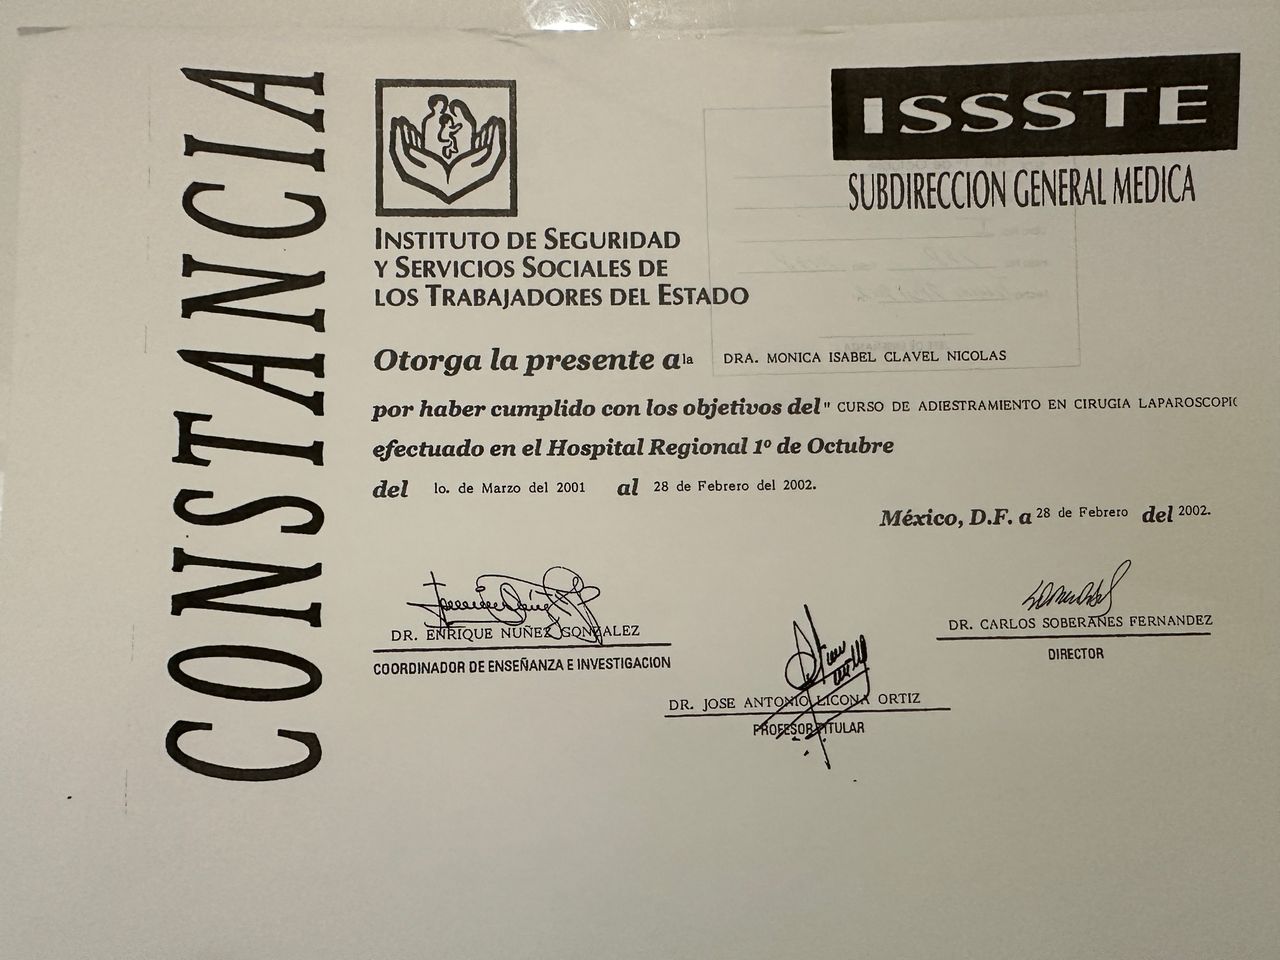 CONSTANCIA
ISSSTE
SUBDIRECCION GENERAL MEDICA
INSTITUTO DE SEGURIDAD
Y SERVICIOS SOCIALES DE
LOS TRABAJADORES DEL ESTADO
Otorga la presente a la DRA. MONICA ISABEL CLAVEL NICOLAS
por haber cumplido con los objetivos del " CURSO DE ADIESTRAMIENTO EN CIRUGIA LAPAROSCOPIC
efectuado en el Hospital Regional 1º de Octubre
del lo. de Marzo del 2001 al 28 de Febrero del 2002.
México, D.F. a 28 de Febrero del 2002.
DR. ENRIQUE NUÑEZ GONZALEZ
COORDINADOR DE ENSEÑANZA E INVESTIGACION
DR. CARLOS SOBERANES FERNANDEZ
DIRECTOR
DR. JOSE ANTONIO LICONA ORTIZ
PROFESOR TITULAR